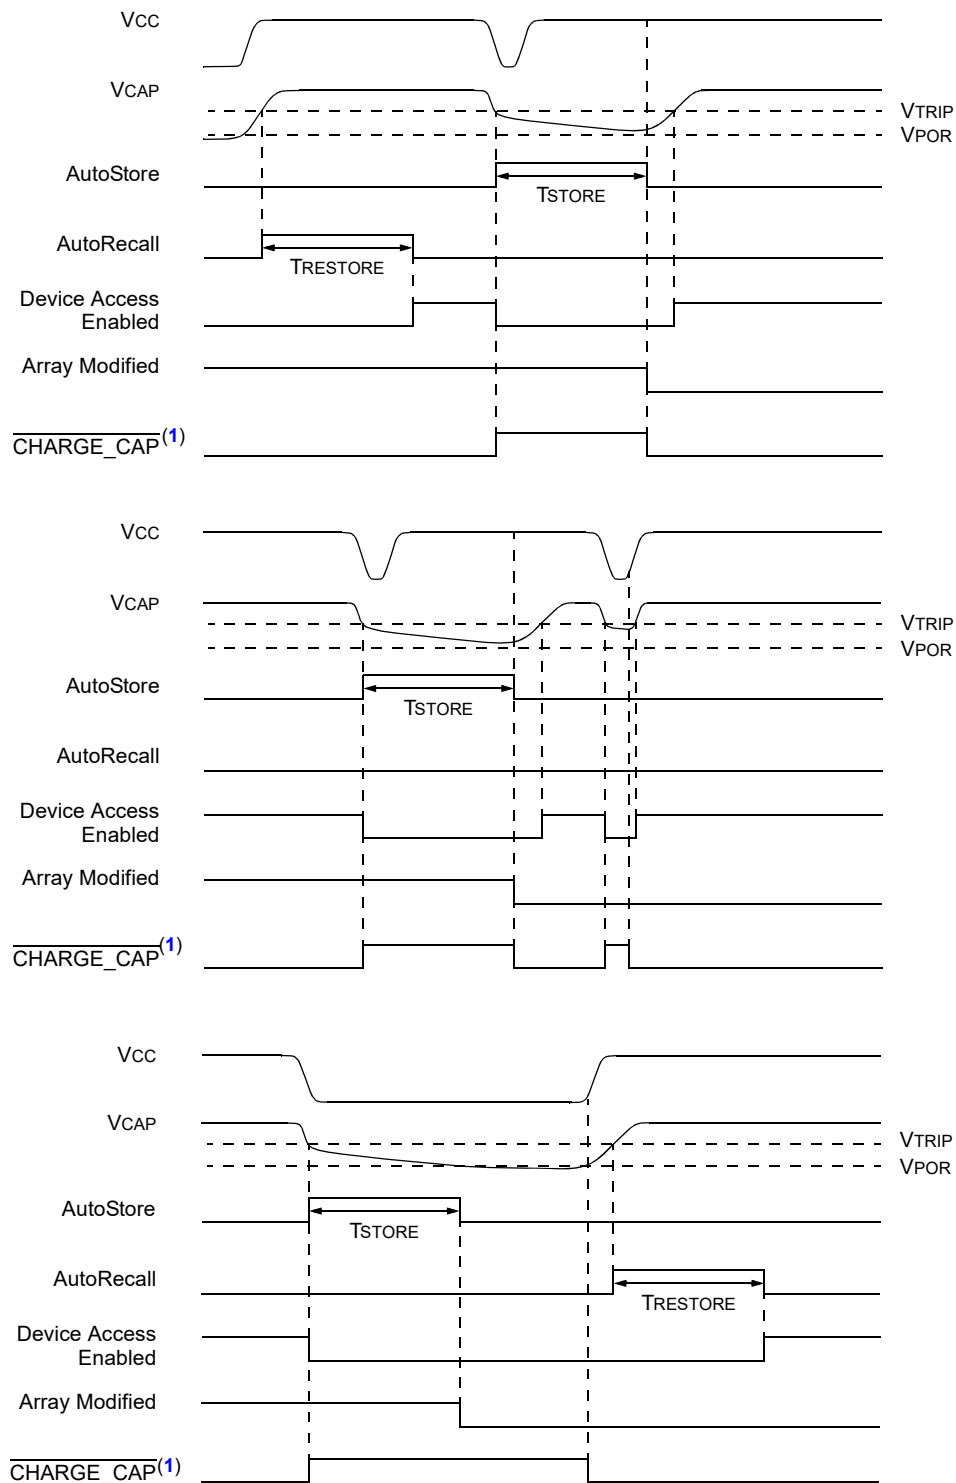 VCC
VCAP
VTRIP
VPOR
AutoStore
TSTORE
AutoRecall
TRESTORE
Device Access
Enabled
Array Modified
CHARGE_CAP(1)
VCC
VCAP
VTRIP
VPOR
AutoStore
TSTORE
AutoRecall
Device Access
Enabled
Array Modified
CHARGE_CAP(1)
VCC
VCAP
VTRIP
VPOR
AutoStore
TSTORE
AutoRecall
TRESTORE
Device Access
Enabled
Array Modified
CHARGE_CAP(1)